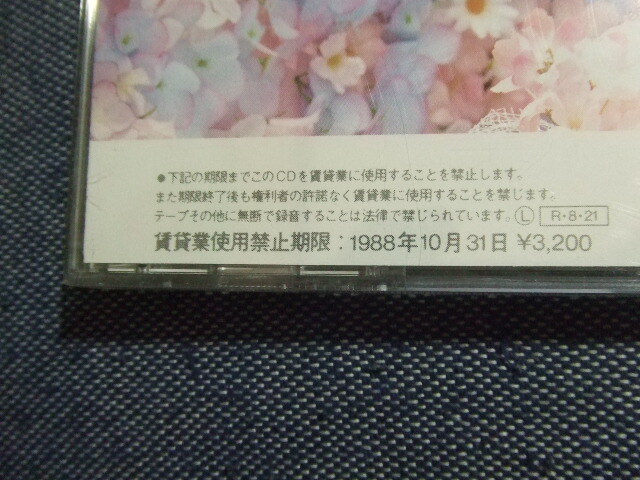 ●下記の期限までこのCDを賃貸業に使用することを禁止します。
また期限終了後も権利者の許諾なく賃貸業に使用することを禁じます。
テープその他に無断で録音することは法律で禁じられています。Ⓛ R・8・21
賃貸業使用禁止期限：1988年10月31日 ¥3,200